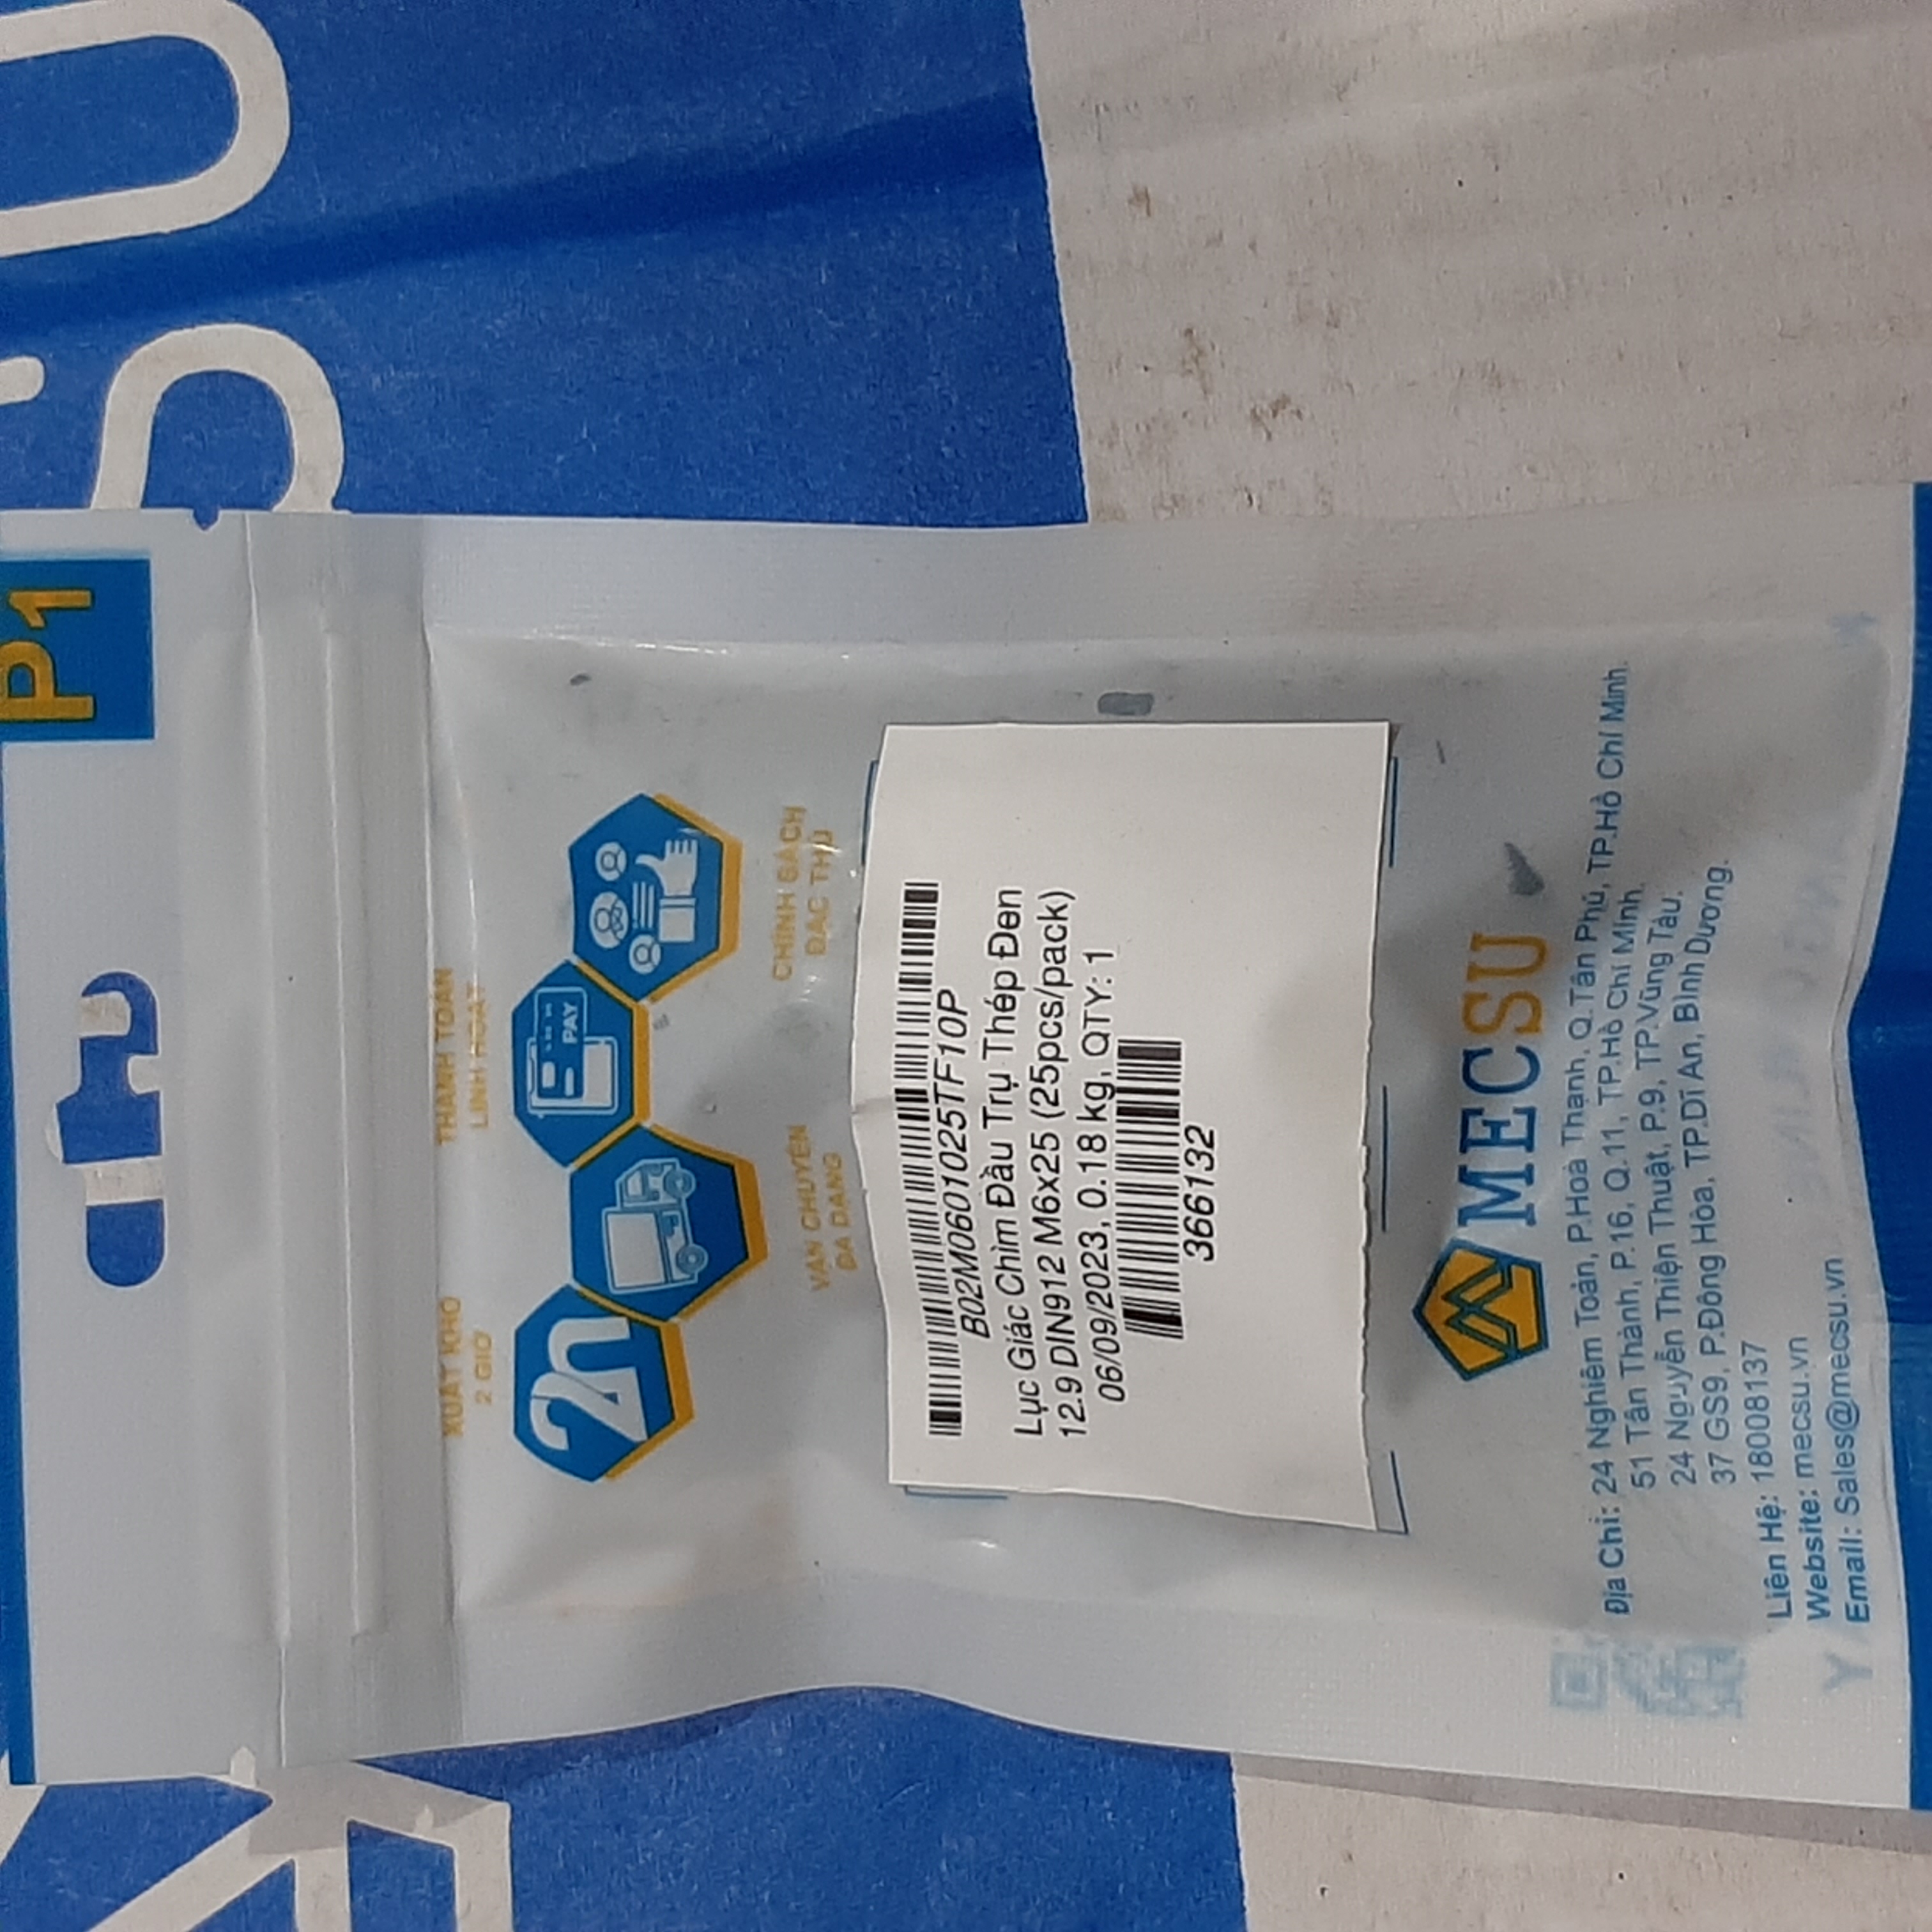 P1
XUẤT KHO
2 GIỜ
THANH TOÁN
LINH HOẠT
2h
PAY
VẬN CHUYỂN
ĐA DẠNG
CHÍNH SÁCH
ĐẶC THÙ
B02M0601025TF10P
Lục Giác Chìm Đầu Trụ Thép Đen
12.9 DIN912 M6x25 (25pcs/pack)
06/09/2023, 0.18 kg, QTY: 1
3666132
MECSU
Địa Chỉ: 24 Nghiêm Toản, P.Hoà Thạnh, Q.Tân Phú, TP.Hồ Chí Minh.
51 Tân Thành, P.16, Q.11, TP.Hồ Chí Minh.
24 Nguyễn Thiện Thuật, P.9, TP.Vũng Tàu.
37 GS9, P.Đông Hòa, TP.Dĩ An, Bình Dương.
Liên Hệ: 18008137
Website: mecsu.vn
Email: Sales@mecsu.vn